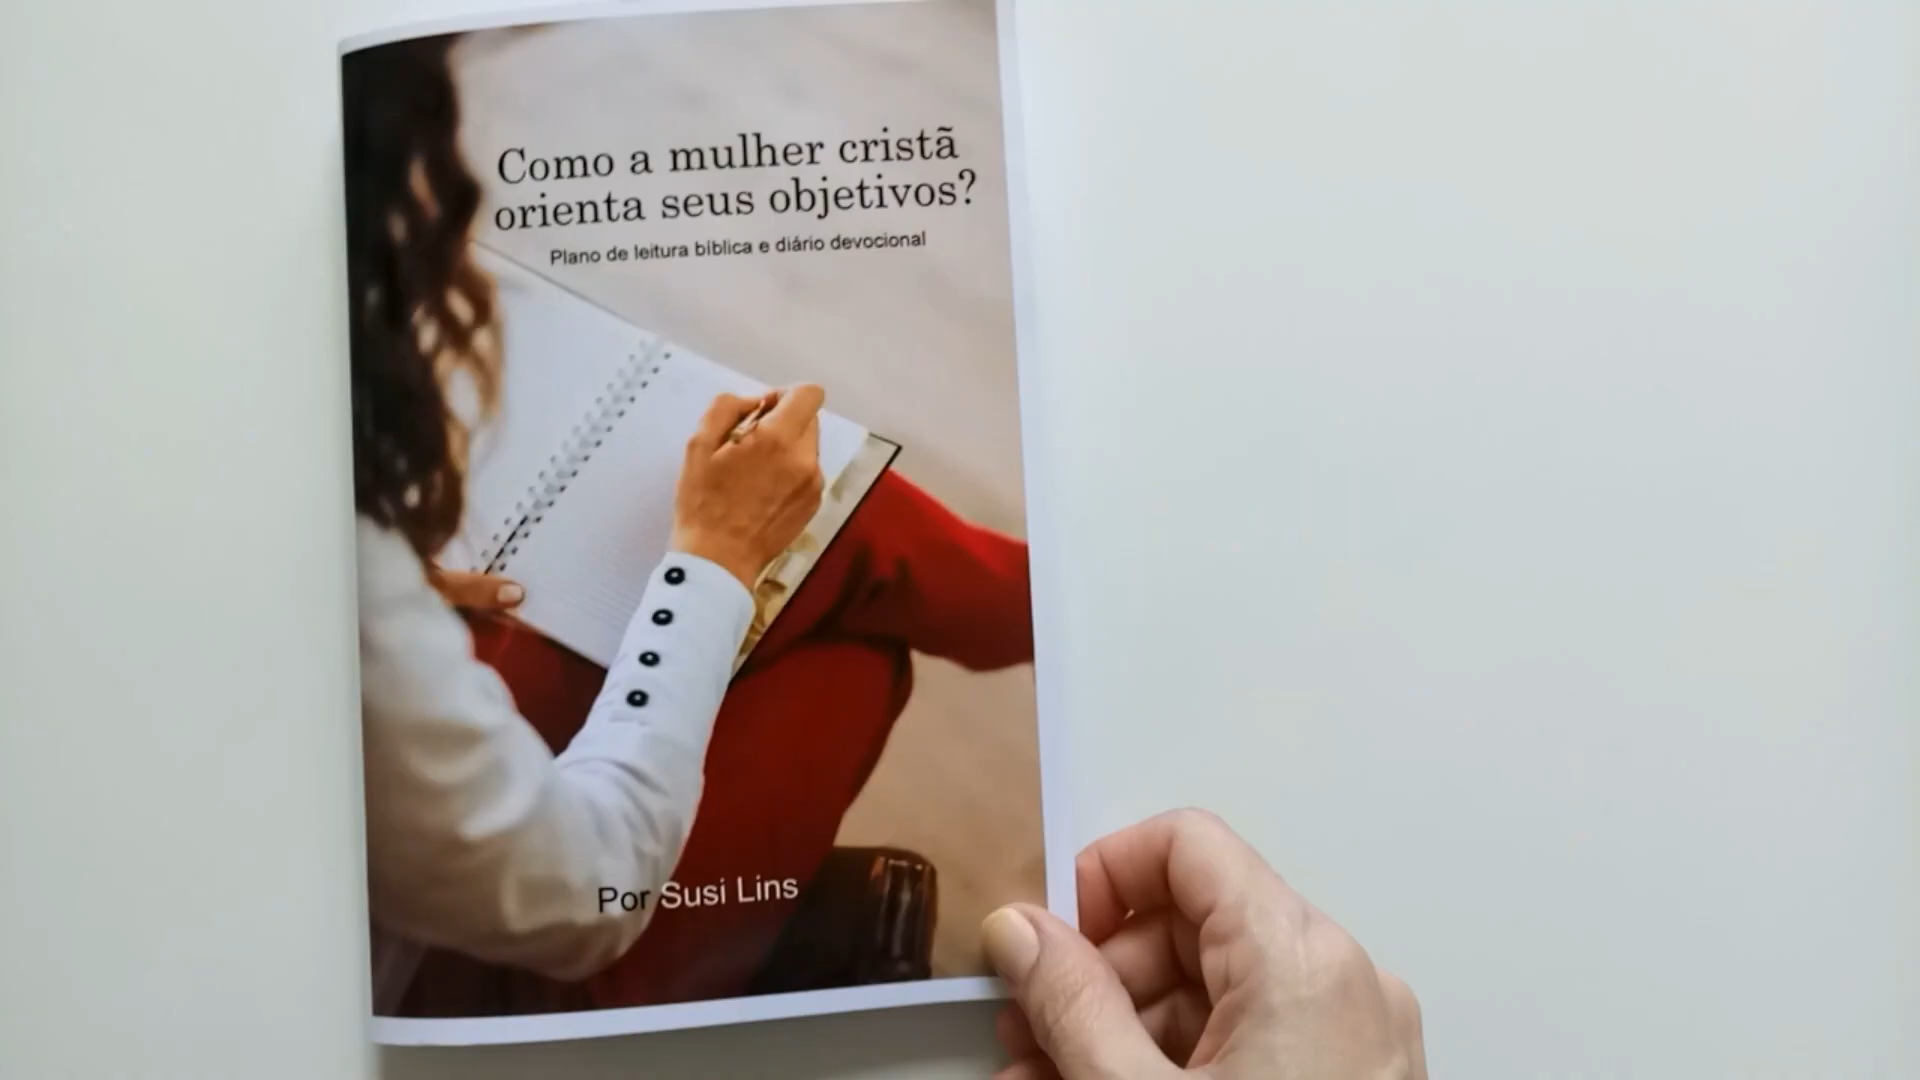 Como a mulher cristã
orienta seus objetivos?
Plano de leitura bíblica e diário devocional
Por Susi Lins